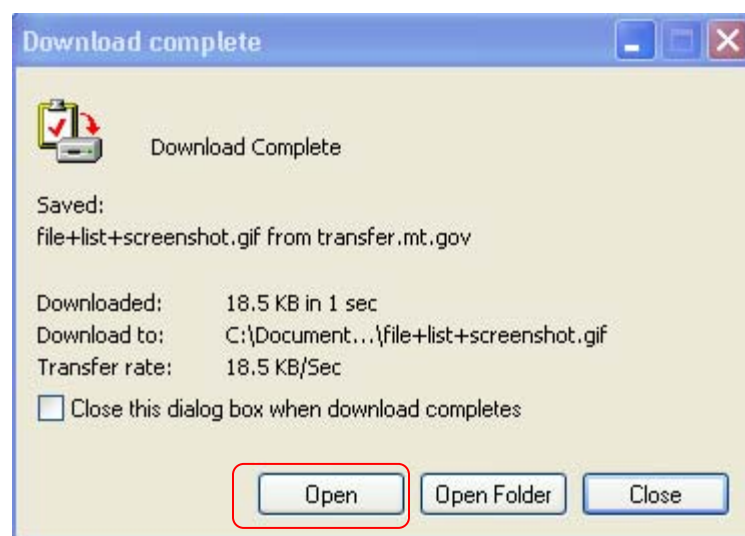 Download complete
Download Complete
Saved:
file+list+screenshot.gif from transfer.mt.gov
Downloaded: 18.5 KB in 1 sec
Download to: C:\Document...\file+list+screenshot.gif
Transfer rate: 18.5 KB/Sec
Close this dialog box when download completes
Open Open Folder Close